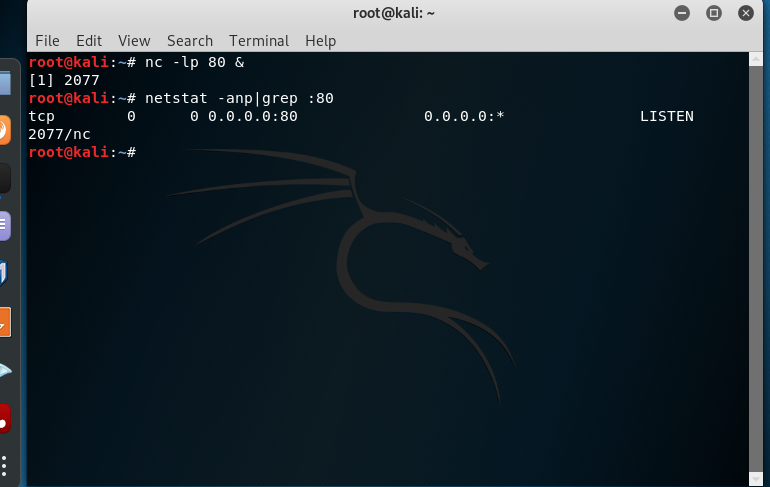 root@kali: ~
File Edit View Search Terminal Help
root@kali:~# nc -lp 80 &
[1] 2077
root@kali:~# netstat -anp|grep :80
tcp        0      0 0.0.0.0:80              0.0.0.0:*               LISTEN
2077/nc
root@kali:~#